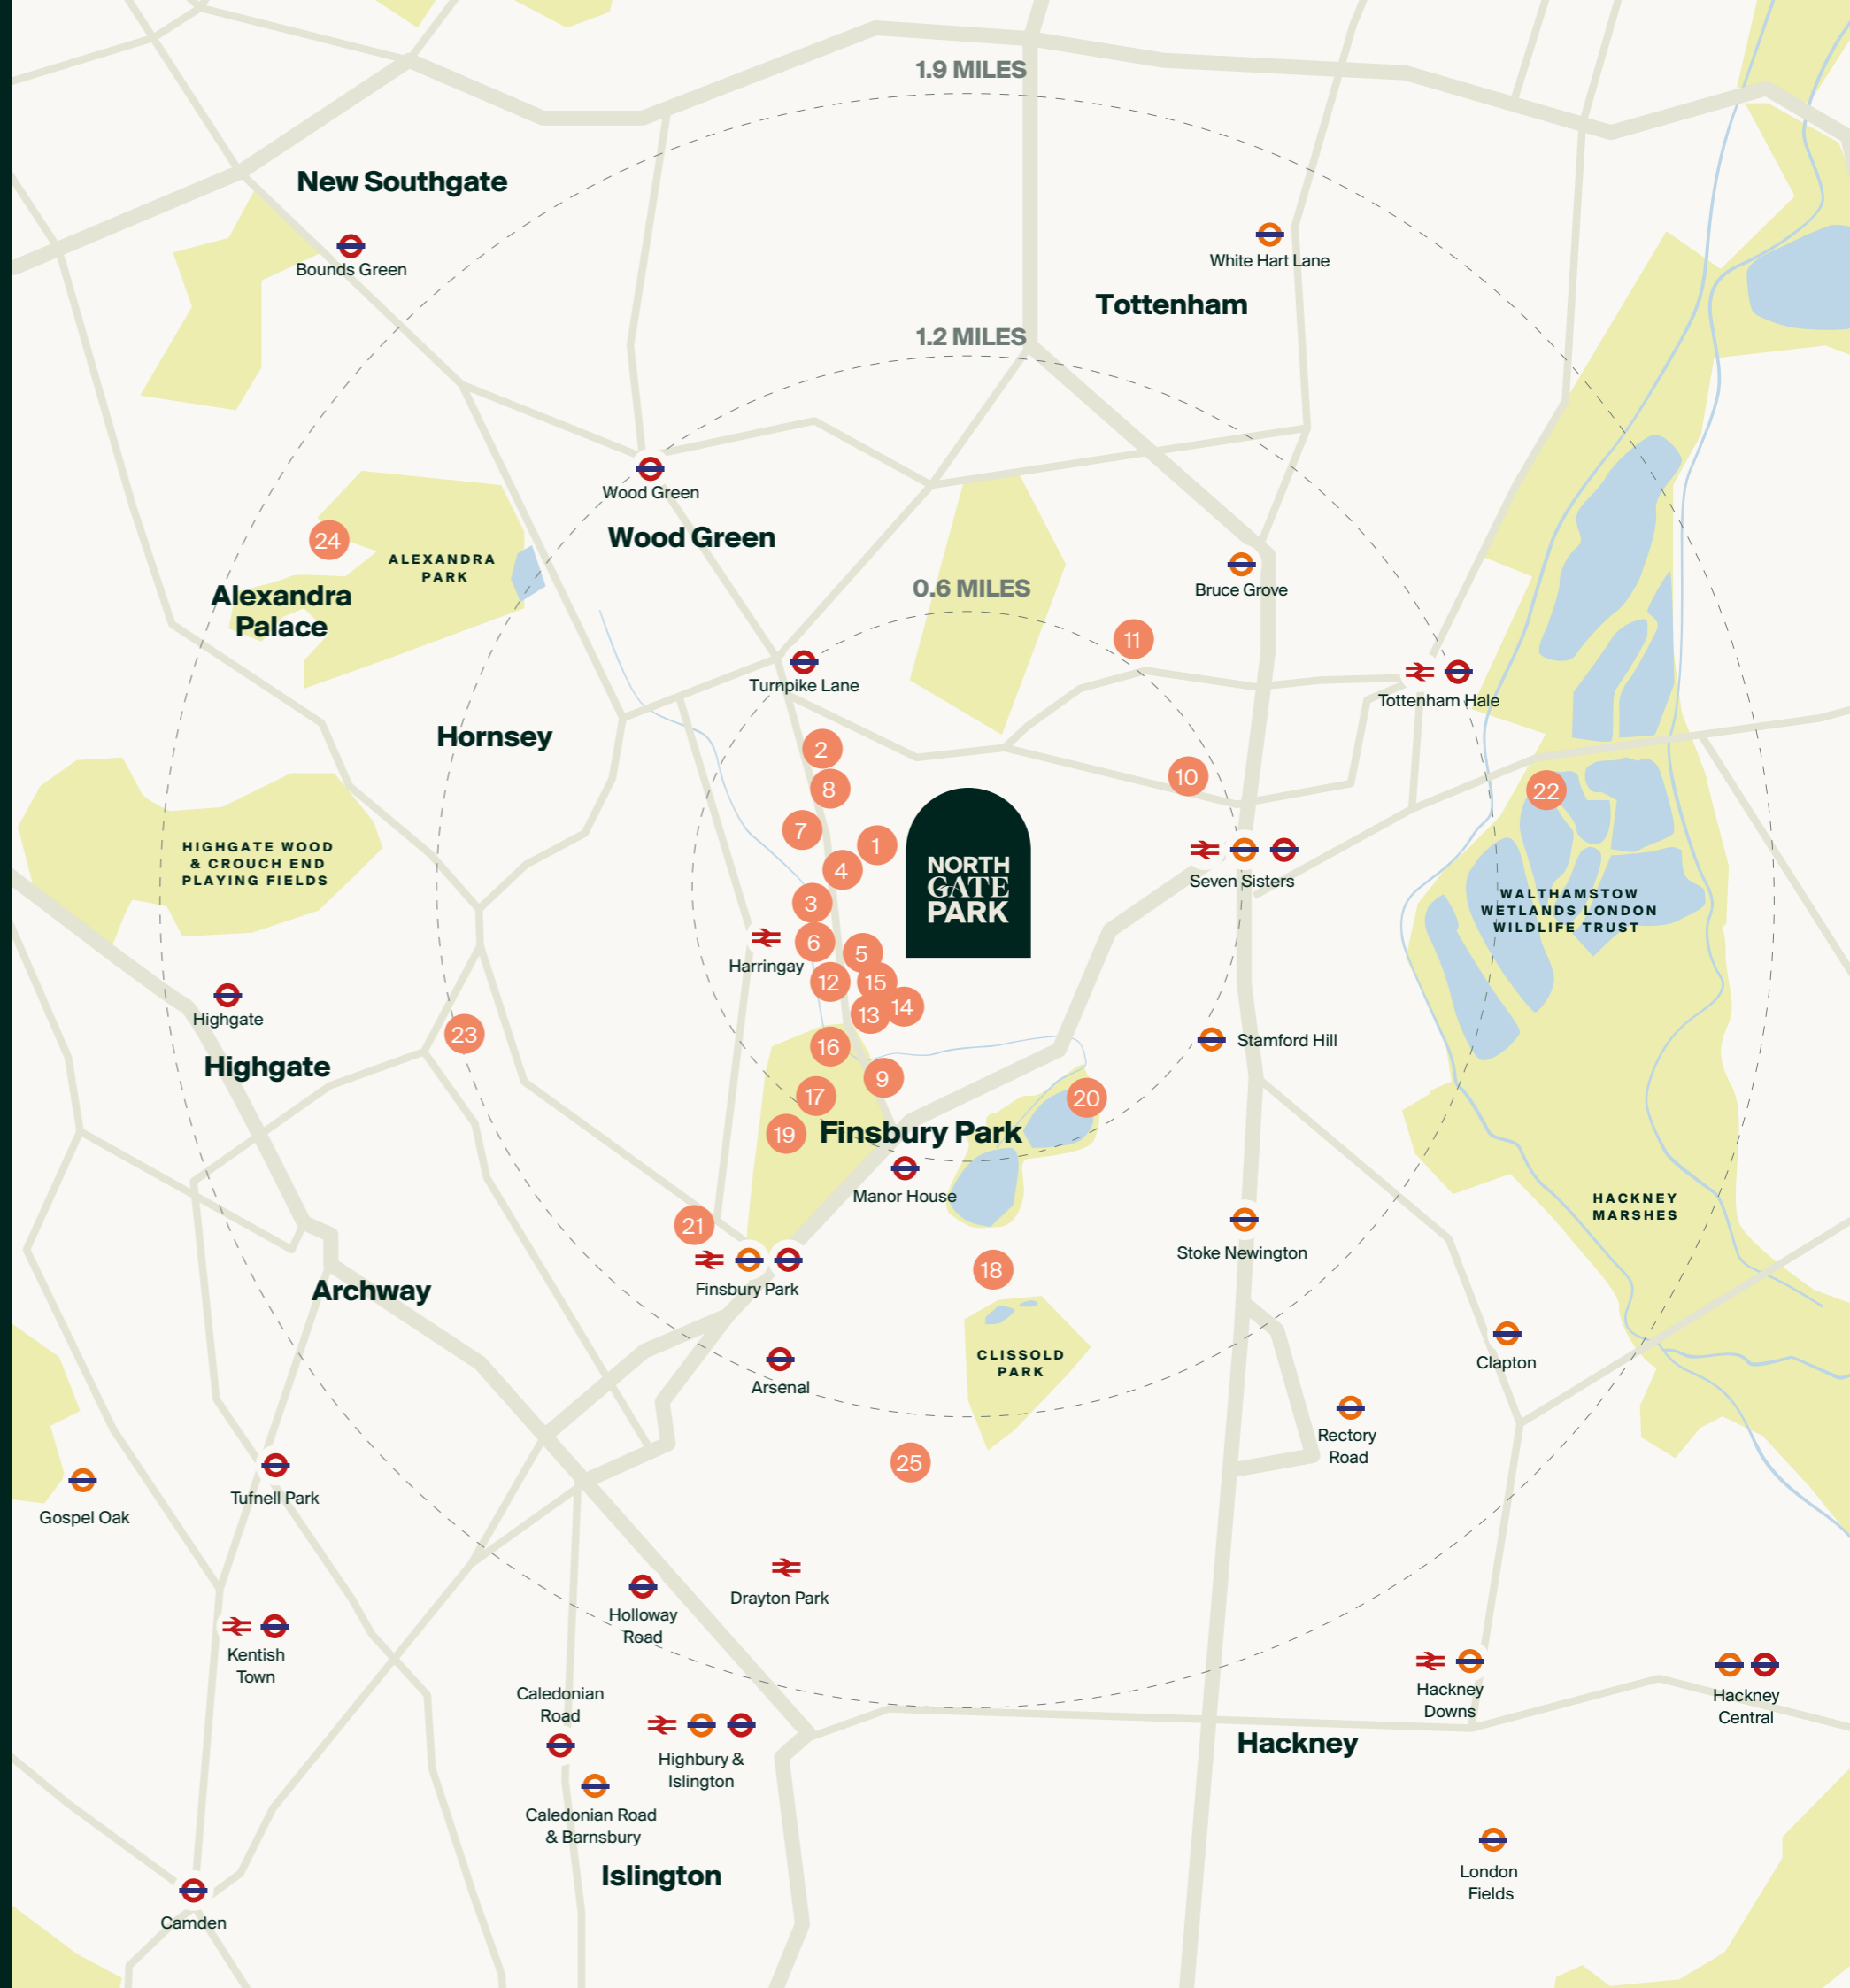 1.9 MILES
New Southgate
Bounds Green
White Hart Lane
Tottenham
1.2 MILES
Wood Green
Wood Green
24
ALEXANDRA
PARK
Alexandra
Palace
0.6 MILES
Bruce Grove
11
Turnpike Lane
Tottenham Hale
Hornsey
2
8
7
1
4
3
6
5
12
15
13
14
10
22
NORTH
GATE
PARK
HIGHGATE WOOD
& CROUCH END
PLAYING FIELDS
Seven Sisters
WALTHAMSTOW
WETLANDS LONDON
WILDLIFE TRUST
Harringay
Highgate
Highgate
23
Stamford Hill
16
9
17
20
19
Finsbury Park
Manor House
HACKNEY
MARSHES
21
Finsbury Park
18
Stoke Newington
Archway
Arsenal
CLISSOLD
PARK
Clapton
Rectory
Road
25
Gospel Oak
Tufnell Park
Drayton Park
Holloway
Road
Kentish
Town
Caledonian
Road
Highbury &
Islington
Caledonian Road
& Barnsbury
Islington
Hackney
Downs
Hackney
Central
Hackney
London
Fields
Camden